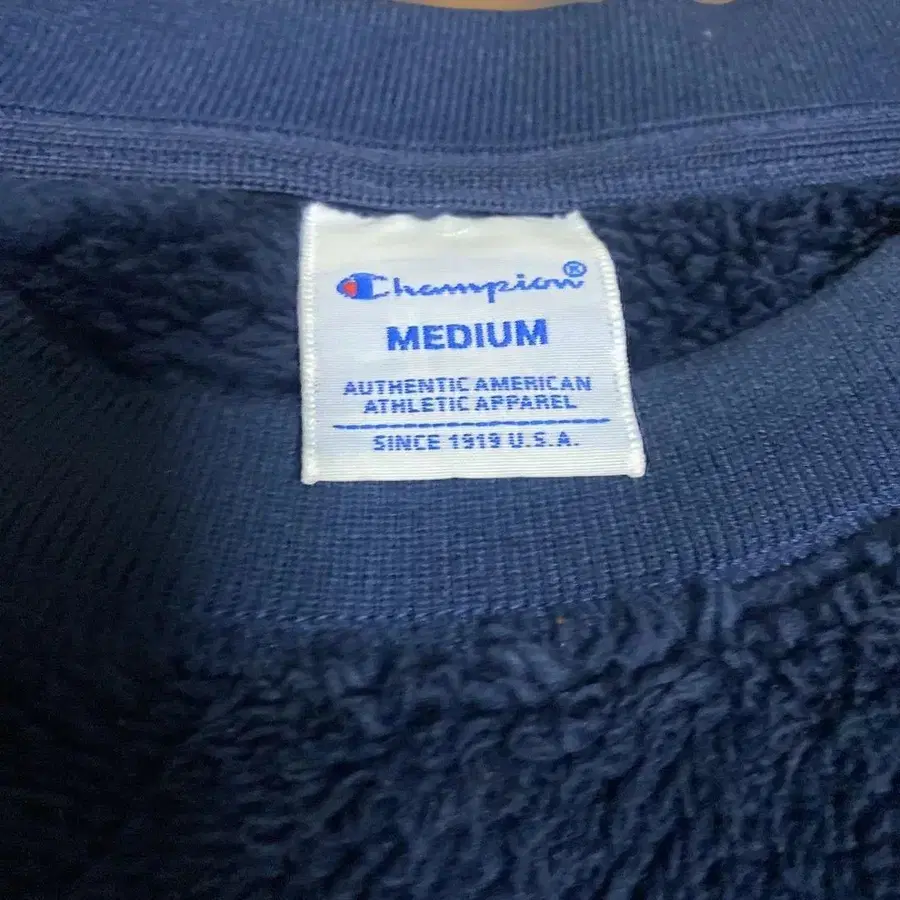 Champion®
MEDIUM
AUTHENTIC AMERICAN
ATHLETIC APPAREL
SINCE 1919 U.S.A.